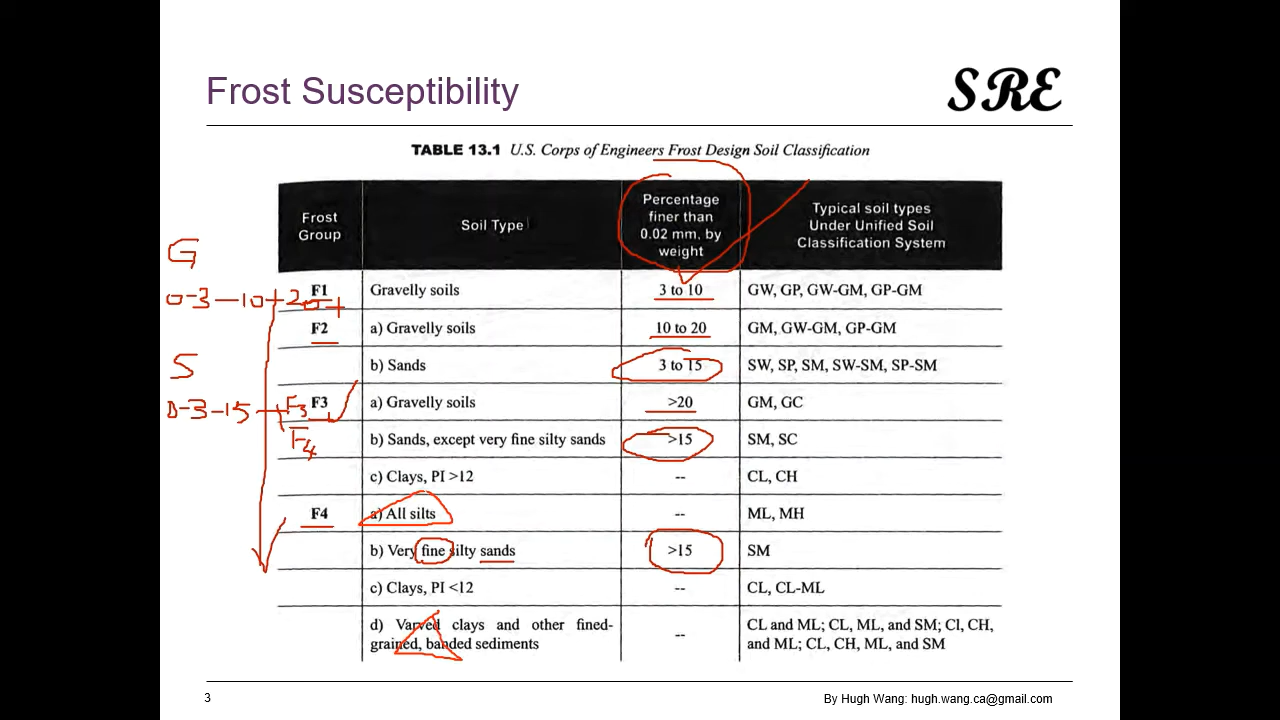 Frost Susceptibility
SRE
TABLE 13.1 U.S. Corps of Engineers Frost Design Soil Classification
Frost Group
Soil Type
Percentage finer than 0.02 mm, by weight
Typical soil types Under Unified Soil Classification System
F1 Gravelly soils 3 to 10 GW, GP, GW-GM, GP-GM
F2 a) Gravelly soils 10 to 20 GM, GW-GM, GP-GM
b) Sands 3 to 15 SW, SP, SM, SW-SM, SP-SM
F3 a) Gravelly soils >20 GM, GC
b) Sands, except very fine silty sands >15 SM, SC
c) Clays, PI >12 -- CL, CH
F4 a) All silts -- ML, MH
b) Very fine silty sands >15 SM
c) Clays, PI <12 -- CL, CL-ML
d) Varved clays and other fined-
grained, banded sediments -- CL and ML; CL, ML, and SM; Cl, CH,
and ML; CL, CH, ML, and SM
G
0-3-10+20+
S
0-3-15+F3
F4
3
By Hugh Wang: hugh.wang.ca@gmail.com